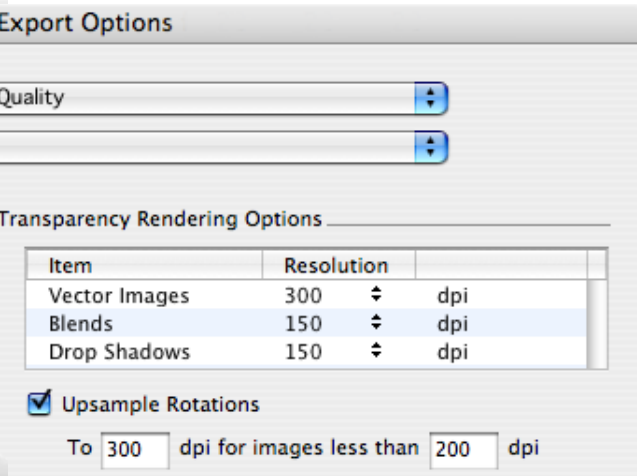 Export Options
Quality
Transparency Rendering Options
Item Resolution
Vector Images 300 dpi
Blends 150 dpi
Drop Shadows 150 dpi
Upsample Rotations
To 300 dpi for images less than 200 dpi